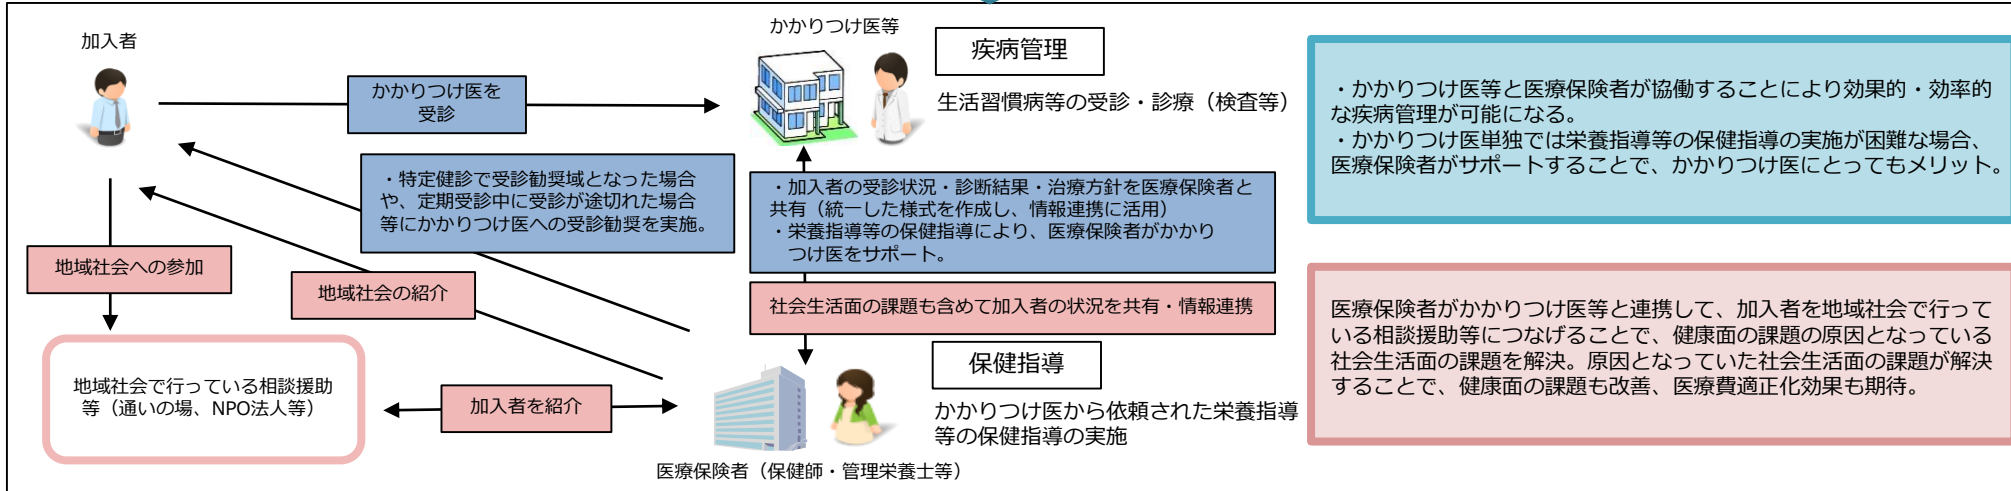 加入者
かかりつけ医等
疾病管理
生活習慣病等の受診・診療（検査等）
かかりつけ医を
受診
・特定健診で受診勧奨域となった場合
や、定期受診中に受診が途切れた場合
等にかかりつけ医への受診勧奨を実施。
・加入者の受診状況・診断結果・治療方針を医療保険者と
共有（統一した様式を作成し、情報連携に活用）
・栄養指導等の保健指導により、医療保険者がかかり
つけ医をサポート。
地域社会への参加
地域社会の紹介
社会生活面の課題も含めて加入者の状況を共有・情報連携
地域社会で行っている相談援助
等（通いの場、NPO法人等）
加入者を紹介
保健指導
かかりつけ医から依頼された栄養指導
等の保健指導の実施
医療保険者（保健師・管理栄養士等）
・かかりつけ医等と医療保険者が協働することにより効果的・効率的
な疾病管理が可能になる。
・かかりつけ医単独では栄養指導等の保健指導の実施が困難な場合、
医療保険者がサポートすることで、かかりつけ医にとってもメリット。
医療保険者がかかりつけ医等と連携して、加入者を地域社会で行って
いる相談援助等につなげることで、健康面の課題の原因となっている
社会生活面の課題を解決。原因となっていた社会生活面の課題が解決
することで、健康面の課題も改善、医療費適正化効果も期待。